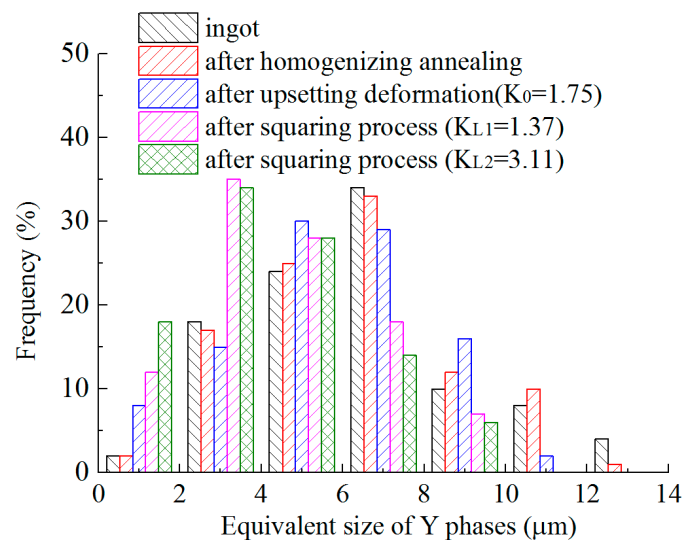 ingot
after homogenizing annealing
after upsetting deformation(K0=1.75)
after squaring process (KL1=1.37)
after squaring process (KL2=3.11)
50
40
30
20
10
0
Frequency (%)
0 2 4 6 8 10 12 14
Equivalent size of Y phases (μm)